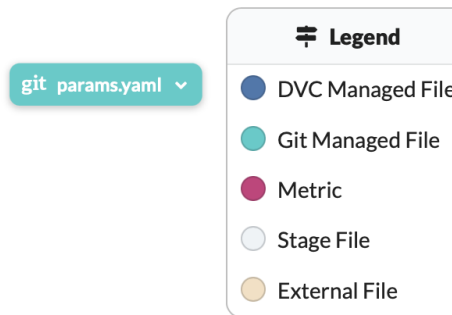 git params.yaml
Legend
DVC Managed File
Git Managed File
Metric
Stage File
External File